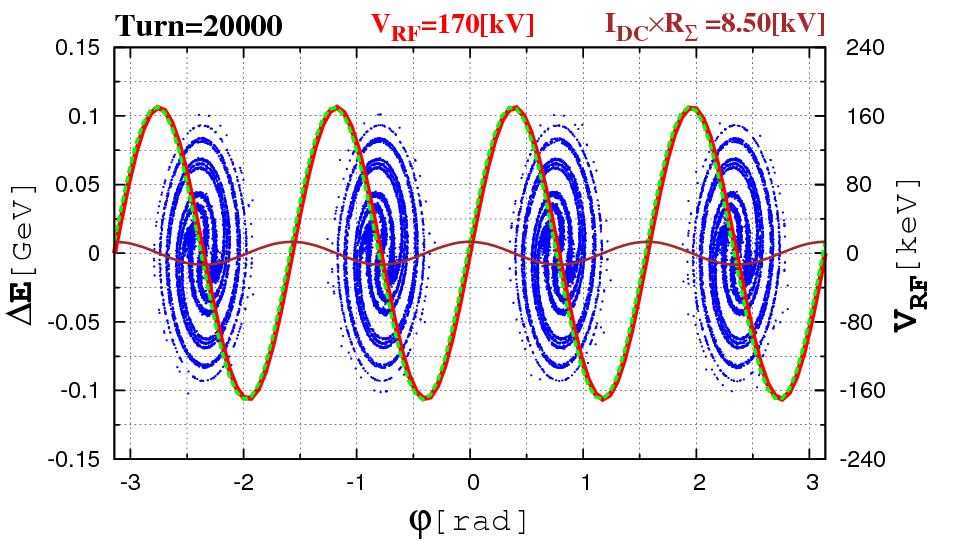 Turn=20000 V_RF=170[kV] I_DC×R_Σ =8.50[kV]
0.15 240
0.1 160
0.05 80
0 0
-0.05 -80
-0.1 -160
-0.15 -240
-3 -2 -1 0 1 2 3
ΔE[GeV]
V_RF[keV]
φ[rad]